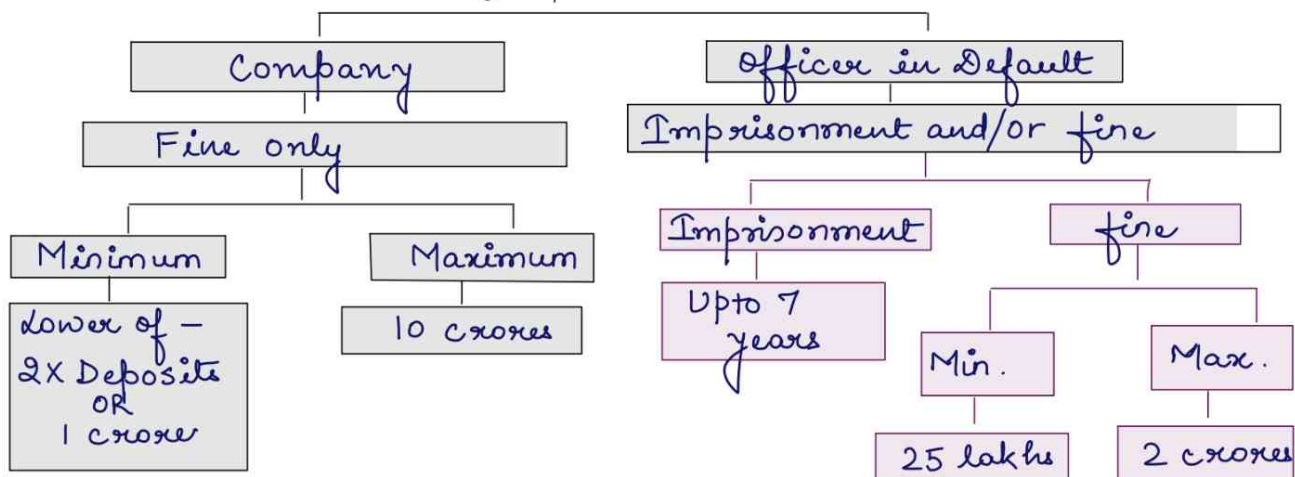 Company
Officer in Default
Fine only
Imprisonment and/or fine
Minimum
Maximum
Imprisonment
fine
Lower of -
2X Deposits
OR
1 crore
10 crores
Upto 7
years
Min.
Max.
25 lakhs
2 crores